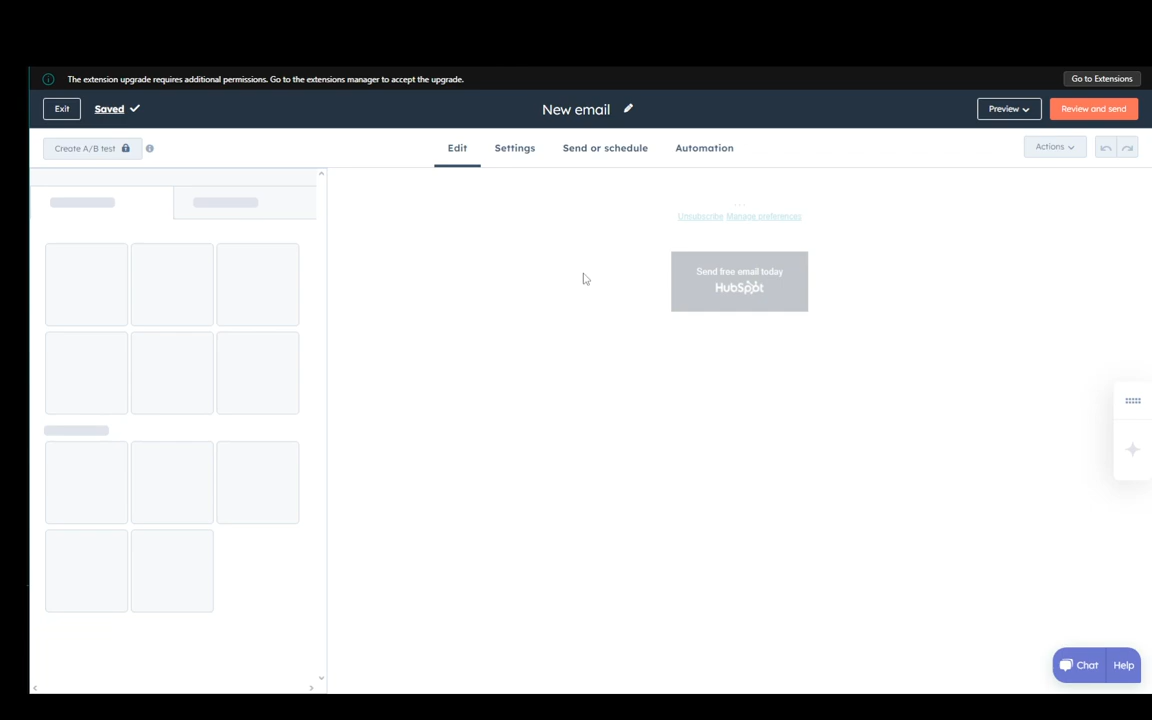 The extension upgrade requires additional permissions. Go to the extensions manager to accept the upgrade.
Go to Extensions
Exit
Saved
New email
Preview
Review and send
Create A/B test
Edit
Settings
Send or schedule
Automation
Actions
Unsubscribe Manage preferences
Send free email today
HubSpot
Chat
Help